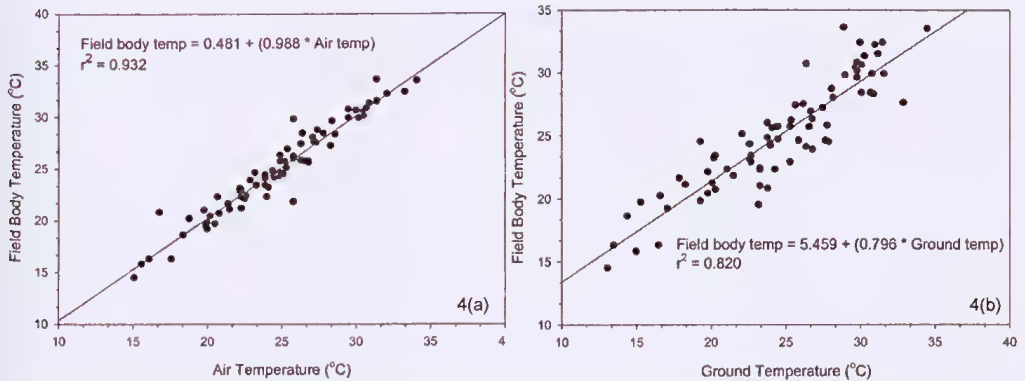 40
35
30
25
20
15
10
Field Body Temperature (°C)
Field body temp = 0.481 + (0.988 * Air temp)
r² = 0.932
4(a)
10 15 20 25 30 35 4
Air Temperature (°C)
35
30
25
20
15
10
Field Body Temperature (°C)
Field body temp = 5.459 + (0.796 * Ground temp)
r² = 0.820
4(b)
10 15 20 25 30 35 40
Ground Temperature (°C)